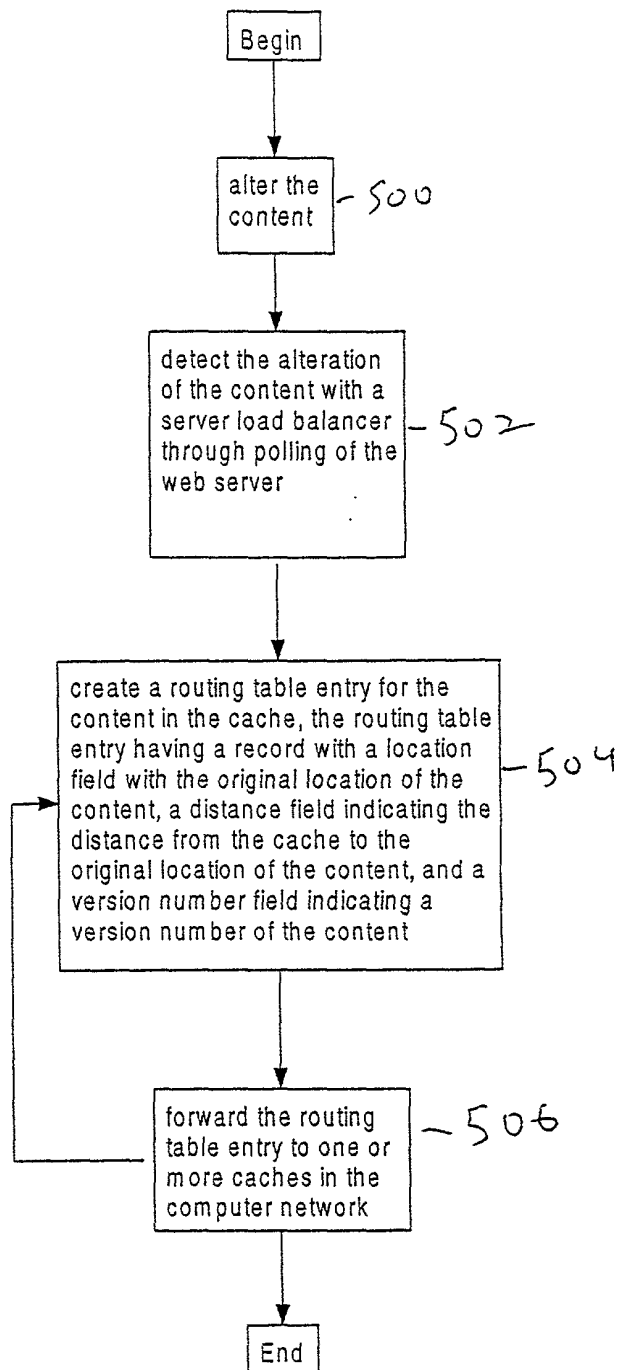 Begin
alter the
content
- 500
detect the alteration
of the content with a
server load balancer
through polling of the
web server
- 502
create a routing table entry for the
content in the cache, the routing table
entry having a record with a location
field with the original location of the
content, a distance field indicating the
distance from the cache to the
original location of the content, and a
version number field indicating a
version number of the content
- 504
forward the routing
table entry to one or
more caches in the
computer network
- 506
End